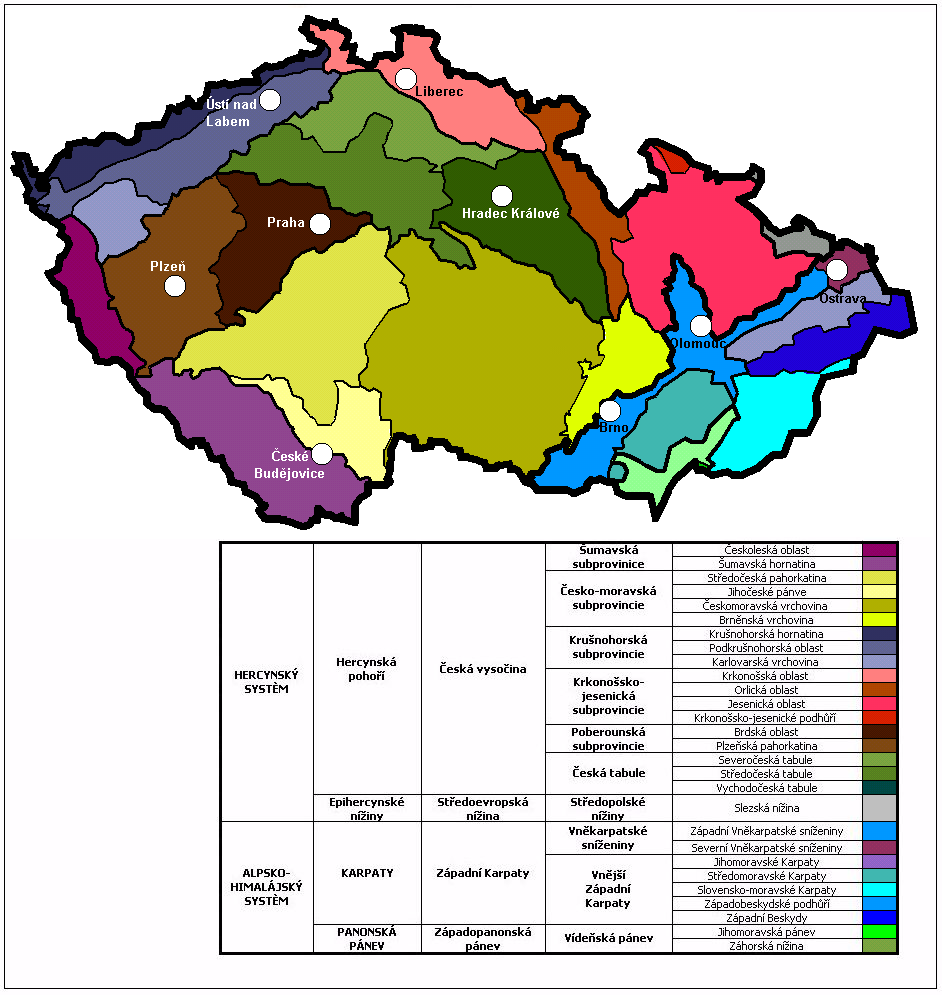 Liberec
Ústí nad
Labem
Hradec Králové
Praha
Plzeň
Ostrava
Olomouc
Brno
České
Budějovice
HERCYNSKÝ
SYSTÉM
Hercynská
pohoří
Česká vysočina
Šumavská
subprovinice
Českoleská oblast
Šumavská hornatina
Česko-moravská
subprovincie
Středočeská pahorkatina
Jihočeské pánve
Českomoravská vrchovina
Brněnská vrchovina
Krušnohorská
subprovincie
Krušnohorská hornatina
Podkrušnohorská oblast
Karlovarská vrchovina
Krkonošsko-
jesenická
subprovincie
Krkonošská oblast
Orlická oblast
Jesenická oblast
Krkonošsko-jesenické podhůří
Poberounská
subprovincie
Brdská oblast
Plzeňská pahorkatina
Česká tabule
Severočeská tabule
Středočeská tabule
Vychodočeská tabule
Epihercynské
nížiny
Středoevropská
nížina
Středopolské
nížiny
Slezská nížina
ALPSKO-
HIMALÁJSKÝ
SYSTÉM
KARPATY
Západní Karpaty
Vněkarpatské
sníženiny
Západní Vněkarpatské sníženiny
Severní Vněkarpatské sníženiny
Vnější
Západní
Karpaty
Jihomoravské Karpaty
Středomoravské Karpaty
Slovensko-moravské Karpaty
Západobeskydské podhůří
Západní Beskydy
PANONSKÁ
PÁNEV
Západopanonská
pánev
Vídeňská pánev
Jihomoravská pánev
Záhorská nížina